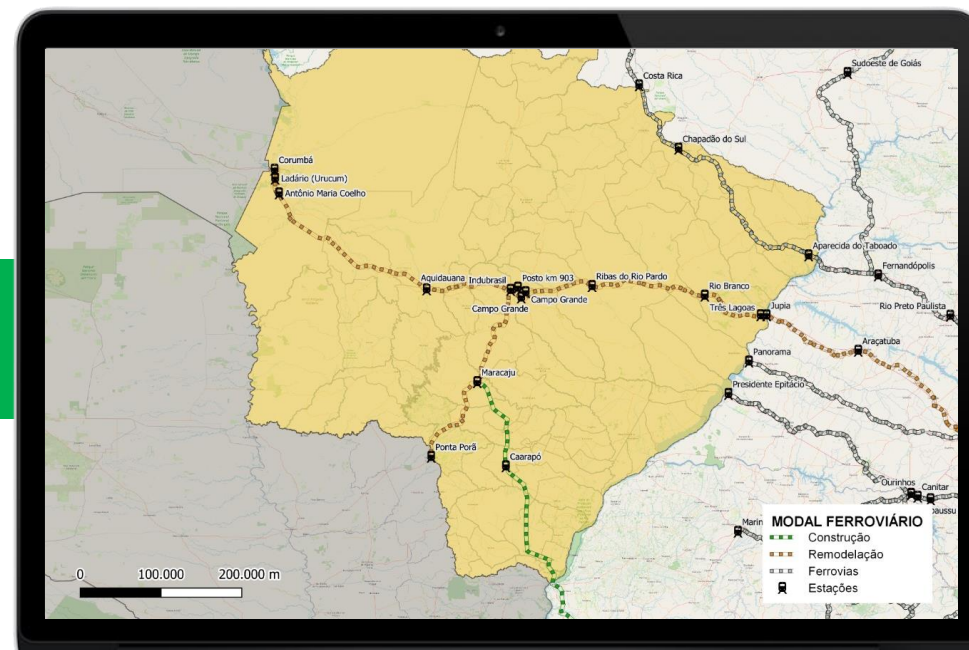 Costa Rica
Sudoeste de Goiás
Chapadão do Sul
Corumbá
Ladário (Urucum)
Antônio Maria Coelho
Aparecida do Taboado
Fernandópolis
Aquidauana
Indubrasil
Posto km 903
Ribas do Rio Pardo
Campo Grande
Campo Grande
Rio Branco
Três Lagoas
Jupia
Rio Preto Paulista
Araçatuba
Panorama
Maracaju
Presidente Epitácio
Ponta Porã
Caarapó
Ourinhos
Canitar
paussu
Marin
MODAL FERROVIÁRIO
Construção
Remodelação
Ferrovias
Estações
0 100.000 200.000 m